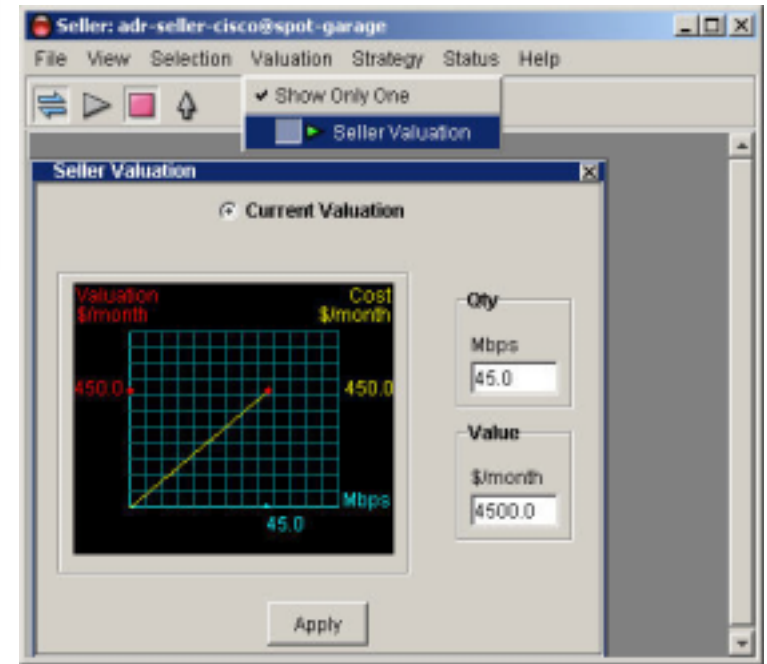 Seller: adr-seller-cisco@spot-garage
File View Selection Valuation Strategy Status Help
Show Only One
Seller Valuation
Seller Valuation
Current Valuation
Valuation
$/month
Cost
$/month
450.0
450.0
Mbps
45.0
Qty
Mbps
45.0
Value
$/month
4500.0
Apply